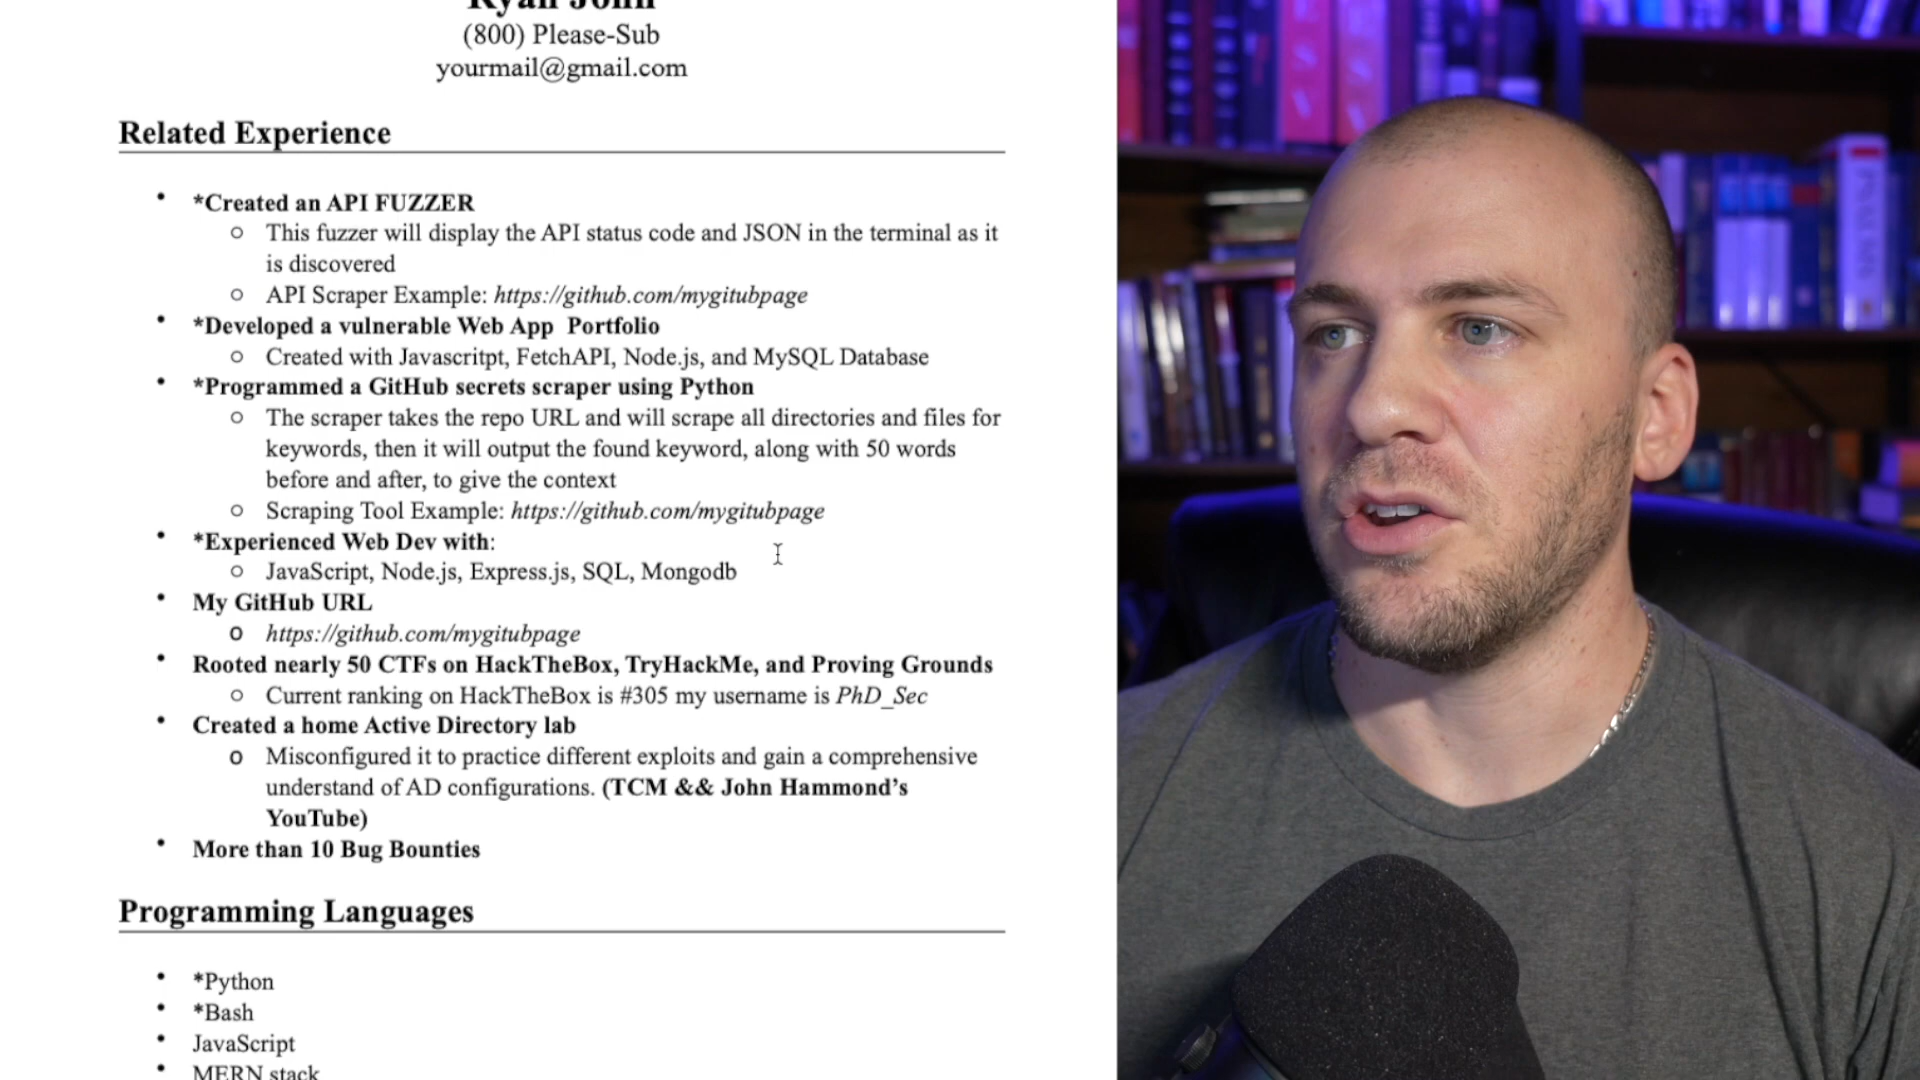 Ryan John
(800) Please-Sub
yourmail@gmail.com
Related Experience
• *Created an API FUZZER
o This fuzzer will display the API status code and JSON in the terminal as it
is discovered
o API Scraper Example: https://github.com/mygitubpage
• *Developed a vulnerable Web App  Portfolio
o Created with Javascritpt, FetchAPI, Node.js, and MySQL Database
• *Programmed a GitHub secrets scraper using Python
o The scraper takes the repo URL and will scrape all directories and files for
keywords, then it will output the found keyword, along with 50 words
before and after, to give the context
o Scraping Tool Example: https://github.com/mygitubpage
• *Experienced Web Dev with:
o JavaScript, Node.js, Express.js, SQL, Mongodb
• My GitHub URL
o https://github.com/mygitubpage
• Rooted nearly 50 CTFs on HackTheBox, TryHackMe, and Proving Grounds
o Current ranking on HackTheBox is #305 my username is PhD_Sec
• Created a home Active Directory lab
o Misconfigured it to practice different exploits and gain a comprehensive
understand of AD configurations. (TCM && John Hammond's
YouTube)
• More than 10 Bug Bounties
Programming Languages
• *Python
• *Bash
• JavaScript
• MERN stack